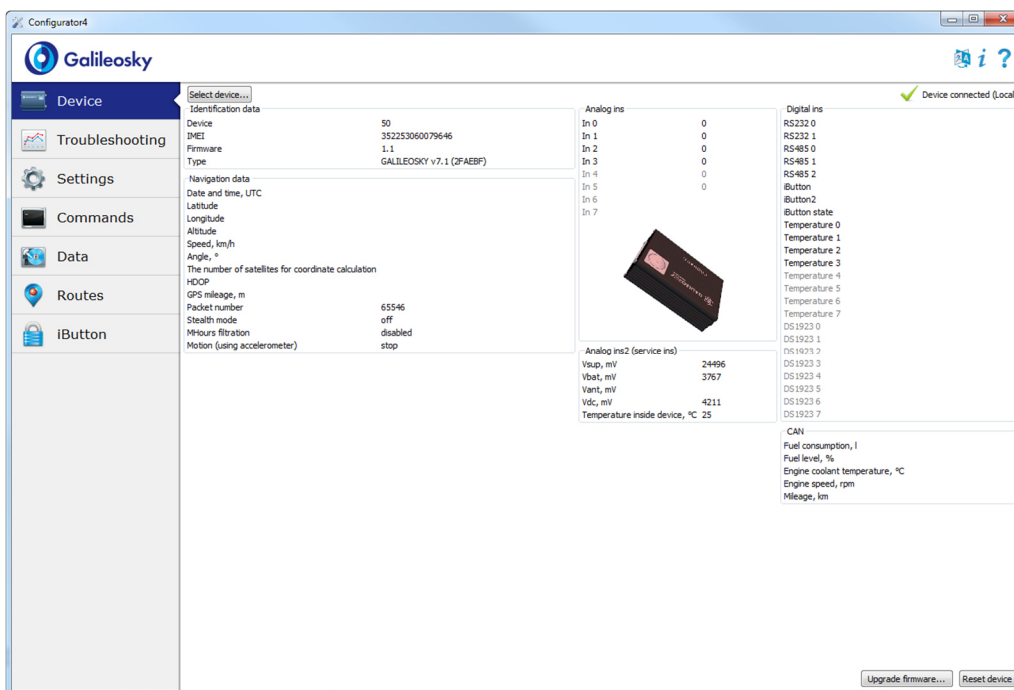 Configurator4
Galileosky
Device
Troubleshooting
Settings
Commands
Data
Routes
iButton
Select device...
Device connected (Local
Identification data
Device 50
IMEI 352253060079646
Firmware 1.1
Type GALILEOSKY v7.1 (2FAEBF)
Navigation data
Date and time, UTC
Latitude
Longitude
Altitude
Speed, km/h
Angle, °
The number of satellites for coordinate calculation
HDOP
GPS mileage, m
Packet number 65546
Stealth mode off
MHours filtration disabled
Motion (using accelerometer) stop
Analog ins
In 0 0
In 1 0
In 2 0
In 3 0
In 4 0
In 5 0
In 6
In 7
Analog ins2 (service ins)
Vsup, mV 24496
Vbat, mV 3767
Vant, mV
Vdc, mV 4211
Temperature inside device, °C 25
Digital ins
RS232 0
RS232 1
RS485 0
RS485 1
RS485 2
iButton
iButton2
iButton state
Temperature 0
Temperature 1
Temperature 2
Temperature 3
Temperature 4
Temperature 5
Temperature 6
Temperature 7
DS1923 0
DS1923 1
DS1923 2
DS1923 3
DS1923 4
DS1923 5
DS1923 6
DS1923 7
CAN
Fuel consumption, l
Fuel level, %
Engine coolant temperature, °C
Engine speed, rpm
Mileage, km
Upgrade firmware...
Reset device